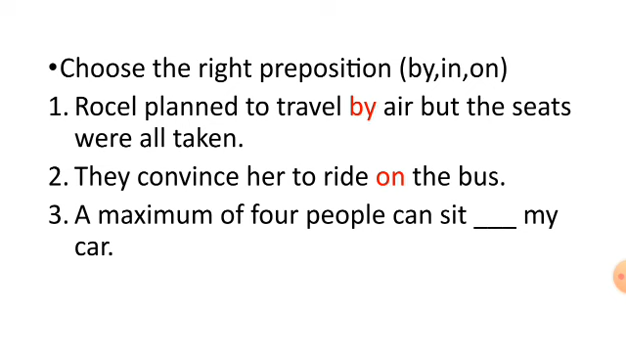 •Choose the right preposition (by,in,on)
1. Rocel planned to travel by air but the seats
were all taken.
2. They convince her to ride on the bus.
3. A maximum of four people can sit ___ my
car.